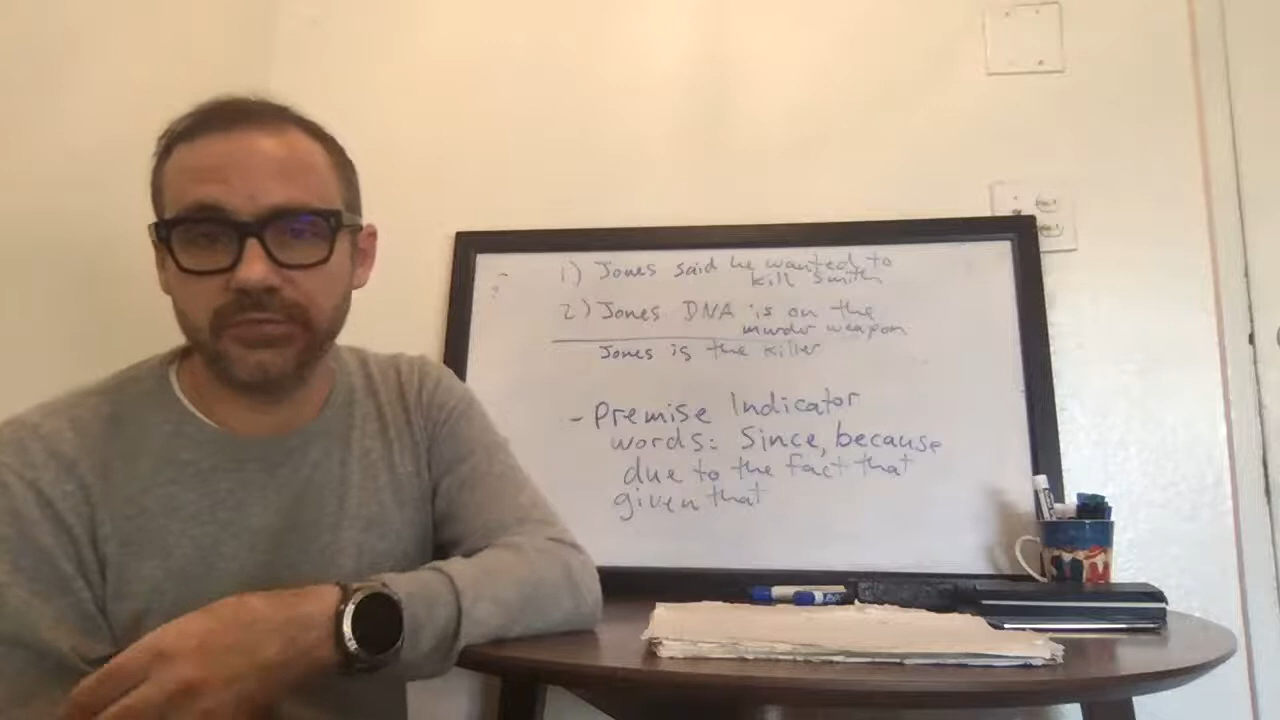 1) Jones said he wanted to
kill Smith
2) Jones DNA is on the
murder weapon
Jones is the killer
- Premise Indicator
words: Since, because
due to the fact that
given that